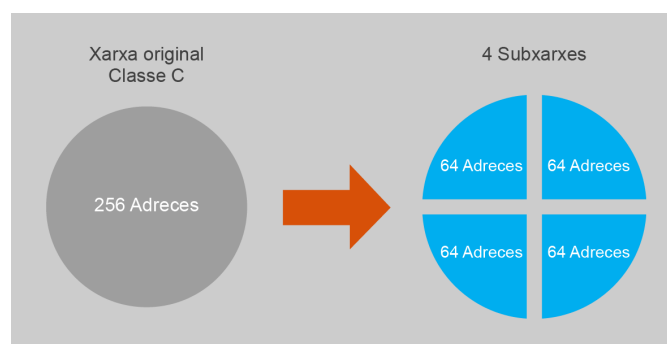 Xarxa original
Classe C
256 Adreces
4 Subxarxes
64 Adreces
64 Adreces
64 Adreces
64 Adreces